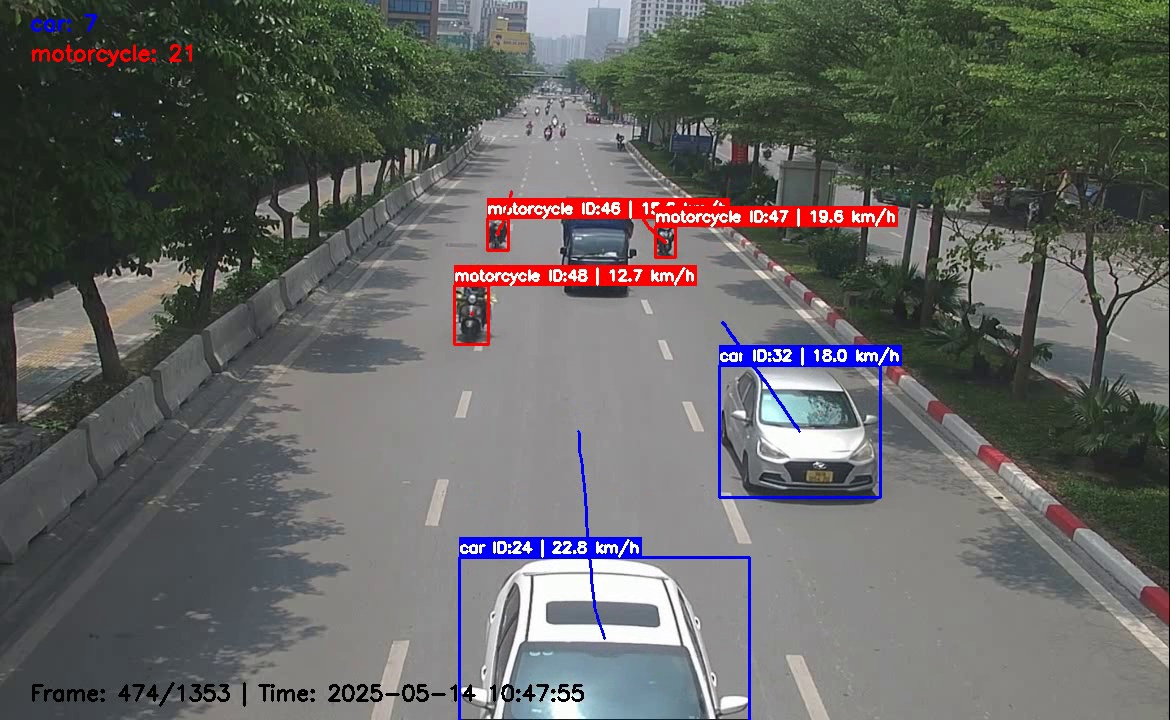 car: 7
motorcycle: 21
motorcycle ID:46 | 15.
motorcycle ID:47 | 19.6 km/h
motorcycle ID:48 | 12.7 km/h
car ID:32 | 18.0 km/h
car ID:24 | 22.8 km/h
Frame: 474/1353 | Time: 2025-05-14 10:47:55